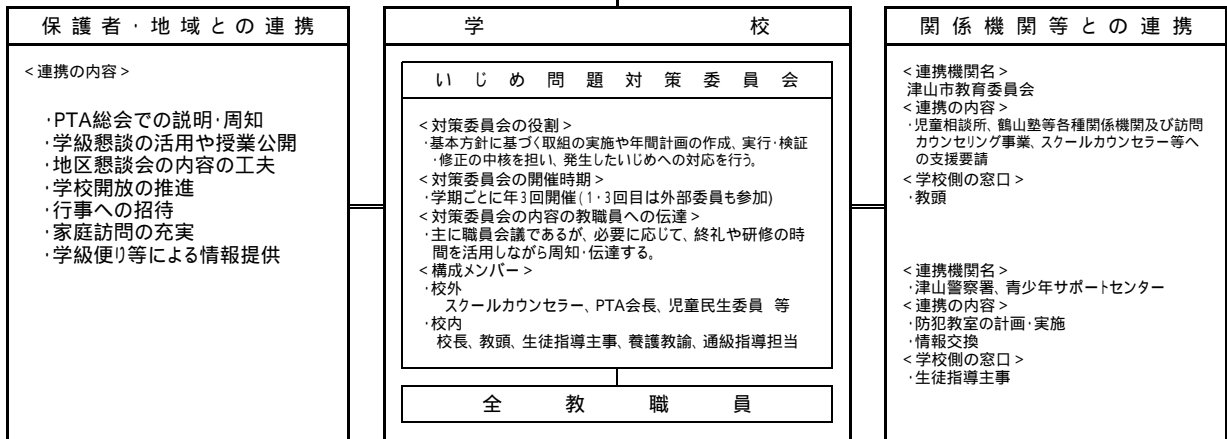 保護者・地域との連携
<連携の内容>
・PTA総会での説明・周知
・学級懇談の活用や授業公開
・地区懇談会の内容の工夫
・学校開放の推進
・行事への招待
・家庭訪問の充実
・学級便り等による情報提供
学校
いじめ問題対策委員会
<対策委員会の役割>
・基本方針に基づく取組の実施や年間計画の作成、実行・検証
・修正の中核を担い、発生したいじめへの対応を行う。
<対策委員会の開催時期>
・学期ごとに年3回開催(1・3回目は外部委員も参加)
<対策委員会の内容の教職員への伝達>
・主に職員会議であるが、必要に応じて、終礼や研修の時
間を活用しながら周知・伝達する。
<構成メンバー>
・校外
スクールカウンセラー、PTA会長、児童民生委員 等
・校内
校長、教頭、生徒指導主事、養護教諭、通級指導担当
全教職員
関係機関等との連携
<連携機関名>
津山市教育委員会
<連携の内容>
・児童相談所、鶴山塾等各種関係機関及び訪問
カウンセリング事業、スクールカウンセラー等へ
の支援要請
<学校側の窓口>
・教頭
<連携機関名>
・津山警察署、青少年サポートセンター
<連携の内容>
・防犯教室の計画・実施
・情報交換
<学校側の窓口>
・生徒指導主事